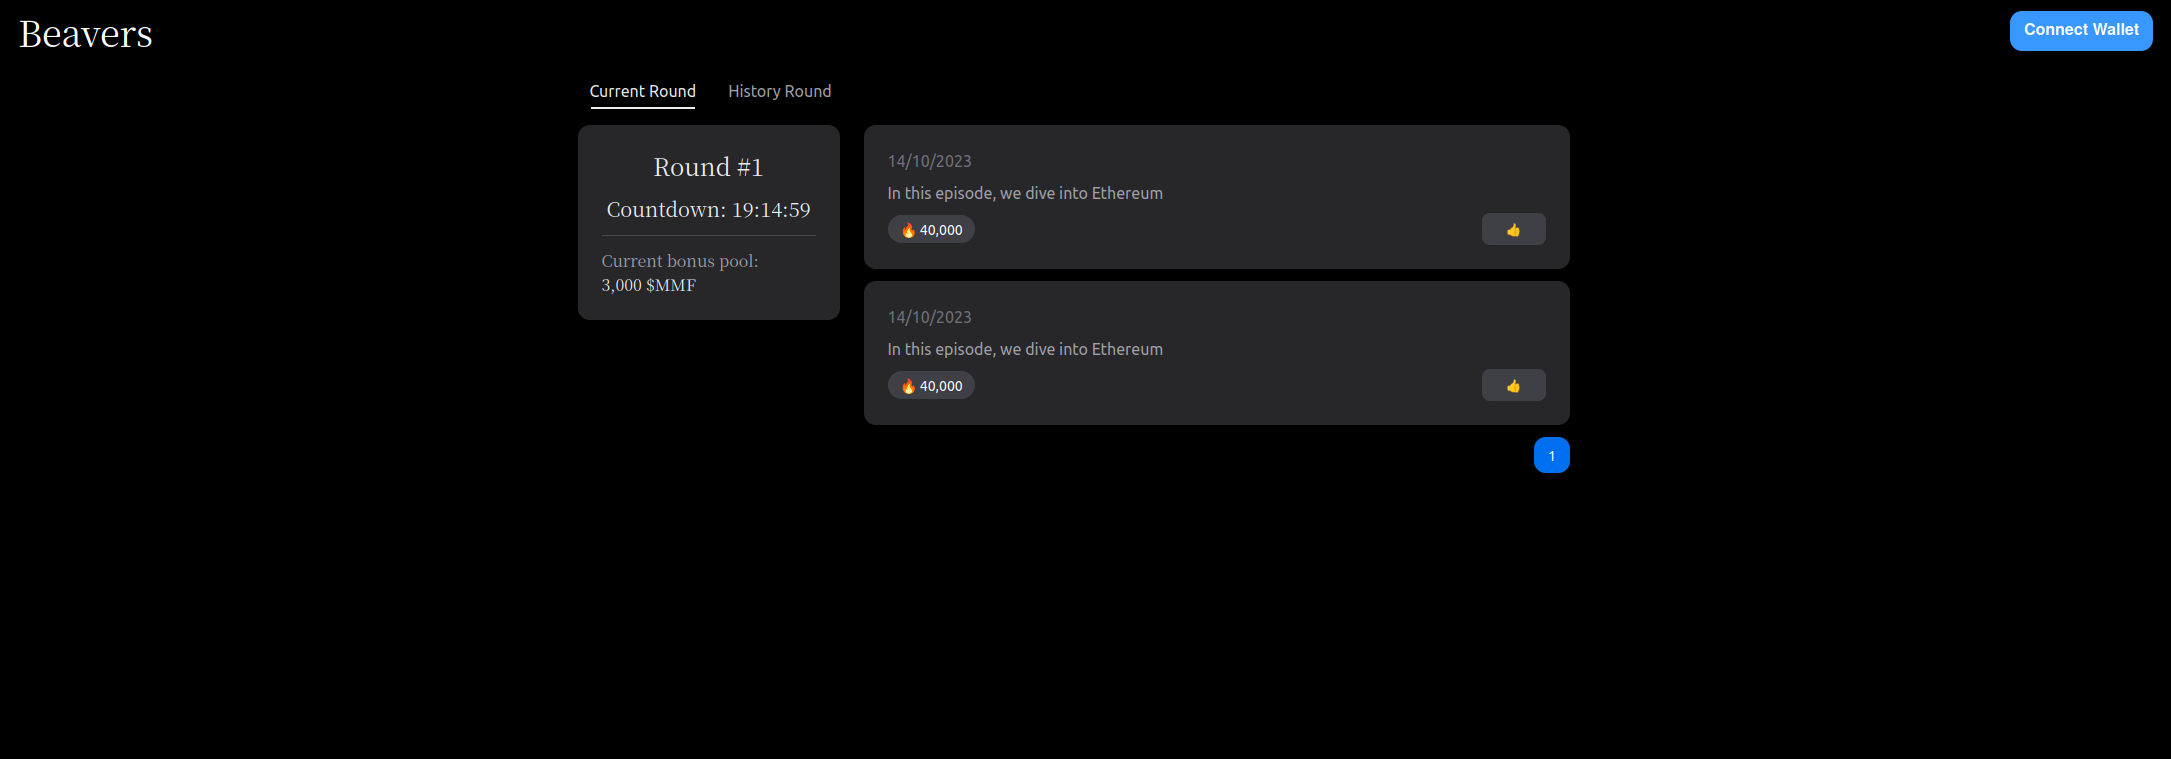 Beavers
Connect Wallet
Current Round
History Round
Round #1
Countdown: 19:14:59
Current bonus pool:
3,000 $MMF
14/10/2023
In this episode, we dive into Ethereum
🔥 40,000
👍
14/10/2023
In this episode, we dive into Ethereum
🔥 40,000
👍
1